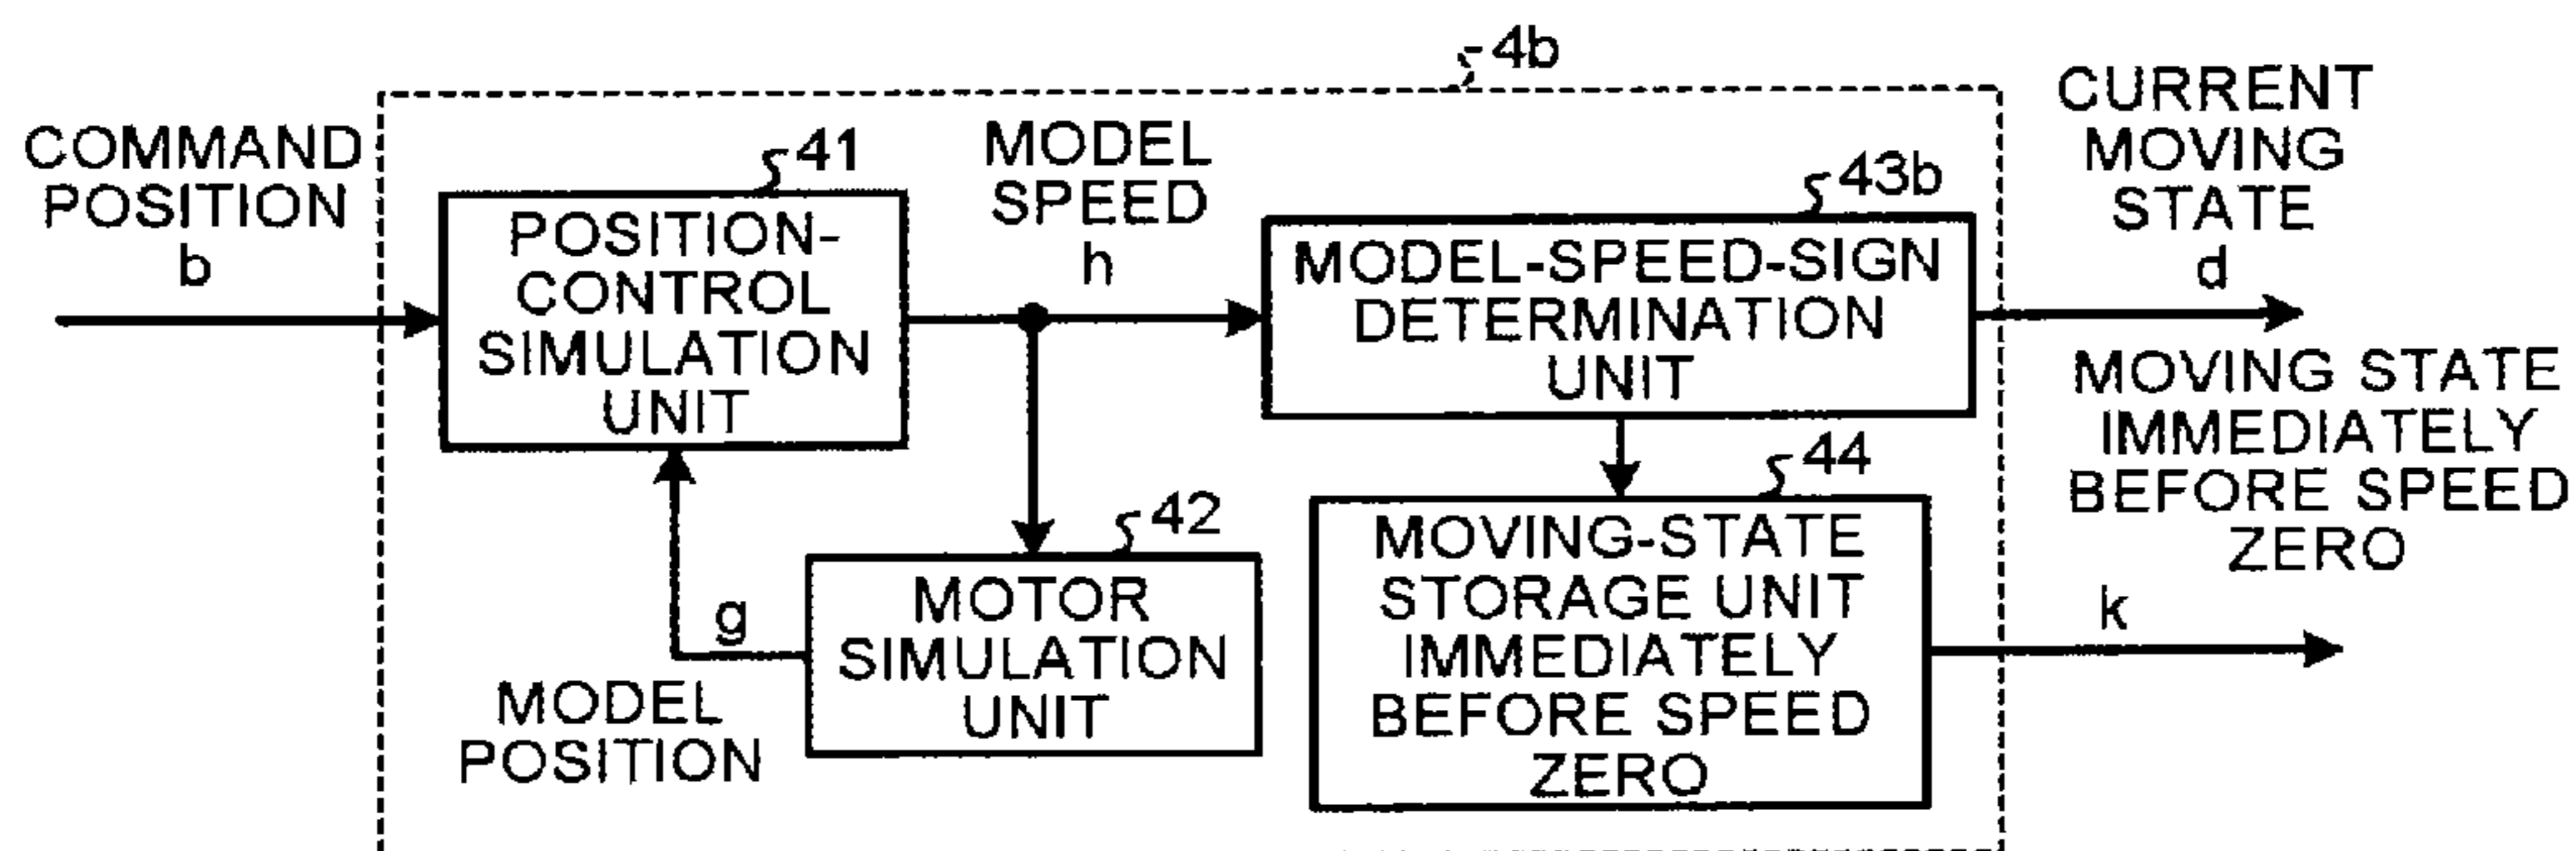 4b
COMMAND
POSITION
b
41
POSITION-
CONTROL
SIMULATION
UNIT
MODEL
SPEED
h
43b
MODEL-SPEED-SIGN
DETERMINATION
UNIT
CURRENT
MOVING
STATE
d
42
MOTOR
SIMULATION
UNIT
g
MODEL
POSITION
44
MOVING-STATE
STORAGE UNIT
IMMEDIATELY
BEFORE SPEED
ZERO
MOVING STATE
IMMEDIATELY
BEFORE SPEED
ZERO
k